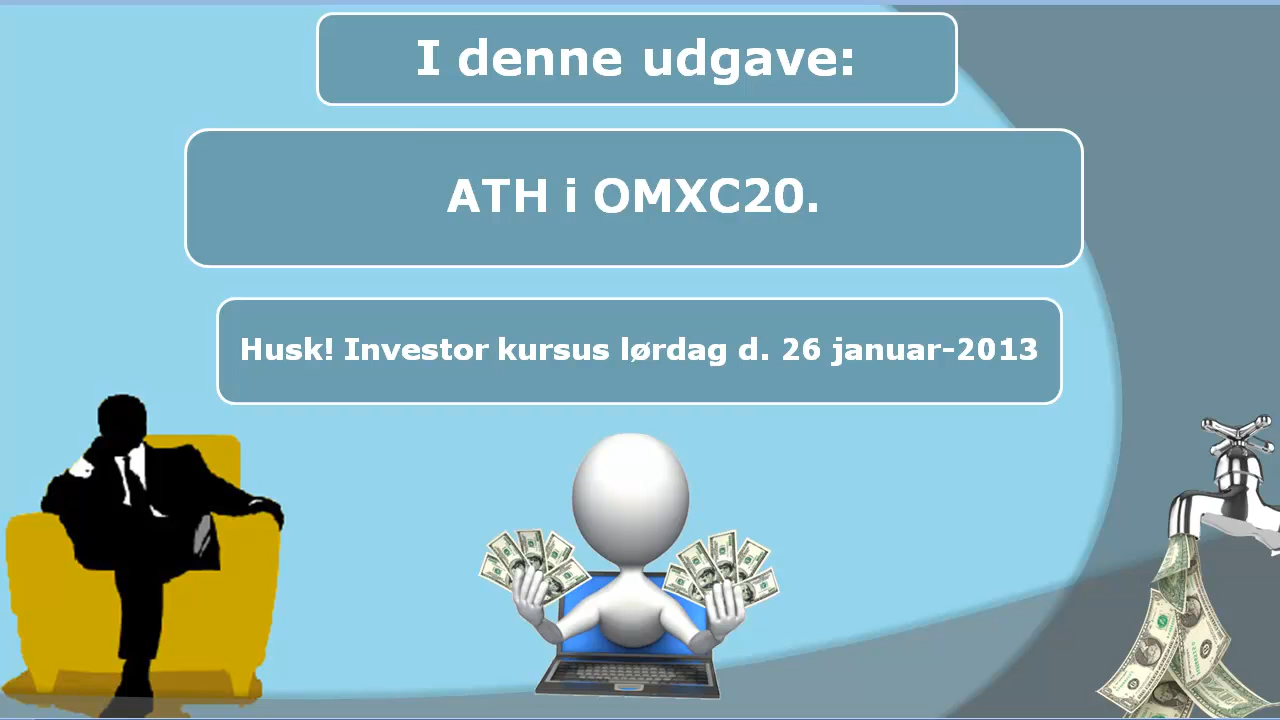 I denne udgave:
ATH i OMXC20.
Husk! Investor kursus lørdag d. 26 januar-2013